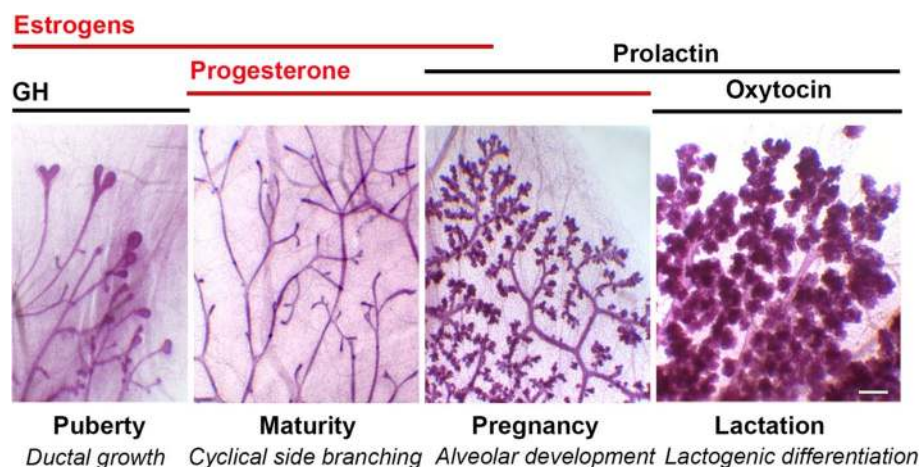 Estrogens
Prolactin
Progesterone
GH
Oxytocin
Puberty
Maturity
Pregnancy
Lactation
Ductal growth
Cyclical side branching
Alveolar development
Lactogenic differentiation